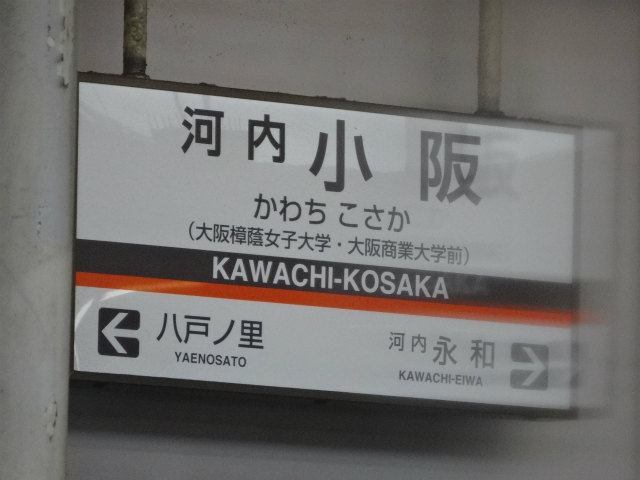 河内小阪
かわち こさか
(大阪樟蔭女子大学・大阪商業大学前)
KAWACHI-KOSAKA
八戸ノ里
YAENOSATO
河内永和
KAWACHI-EIWA